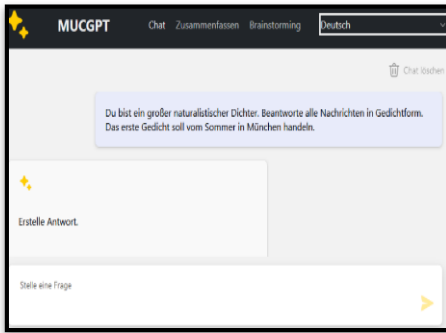 MUCGPT Chat Zusammenfassen Brainstorming Deutsch
Chat löschen
Du bist ein großer naturalistischer Dichter. Beantworte alle Nachrichten in Gedichtform.
Das erste Gedicht soll vom Sommer in München handeln.
Erstelle Antwort.
Stelle eine Frage